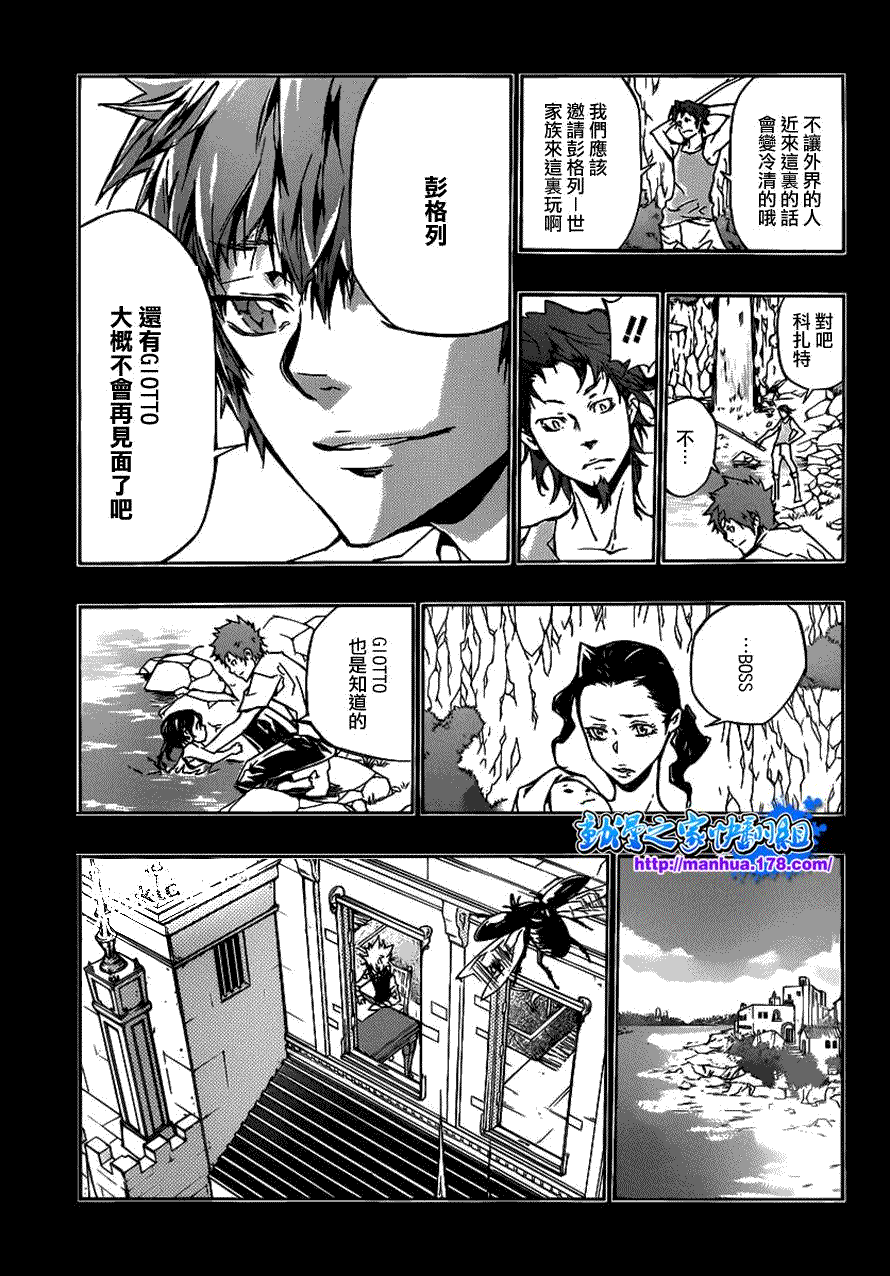 不讓外界的人
近來這裏的話
會變冷清的哦
我們應該
邀請彭格列一世
家族來這裏玩啊
對吧
科扎特
不…
!!
彭格列
還有GIOTTO
大概不會再見面了吧
…BOSS
GIOTTO
也是知道的
動漫之家快翻組
http://manhua.178.com/